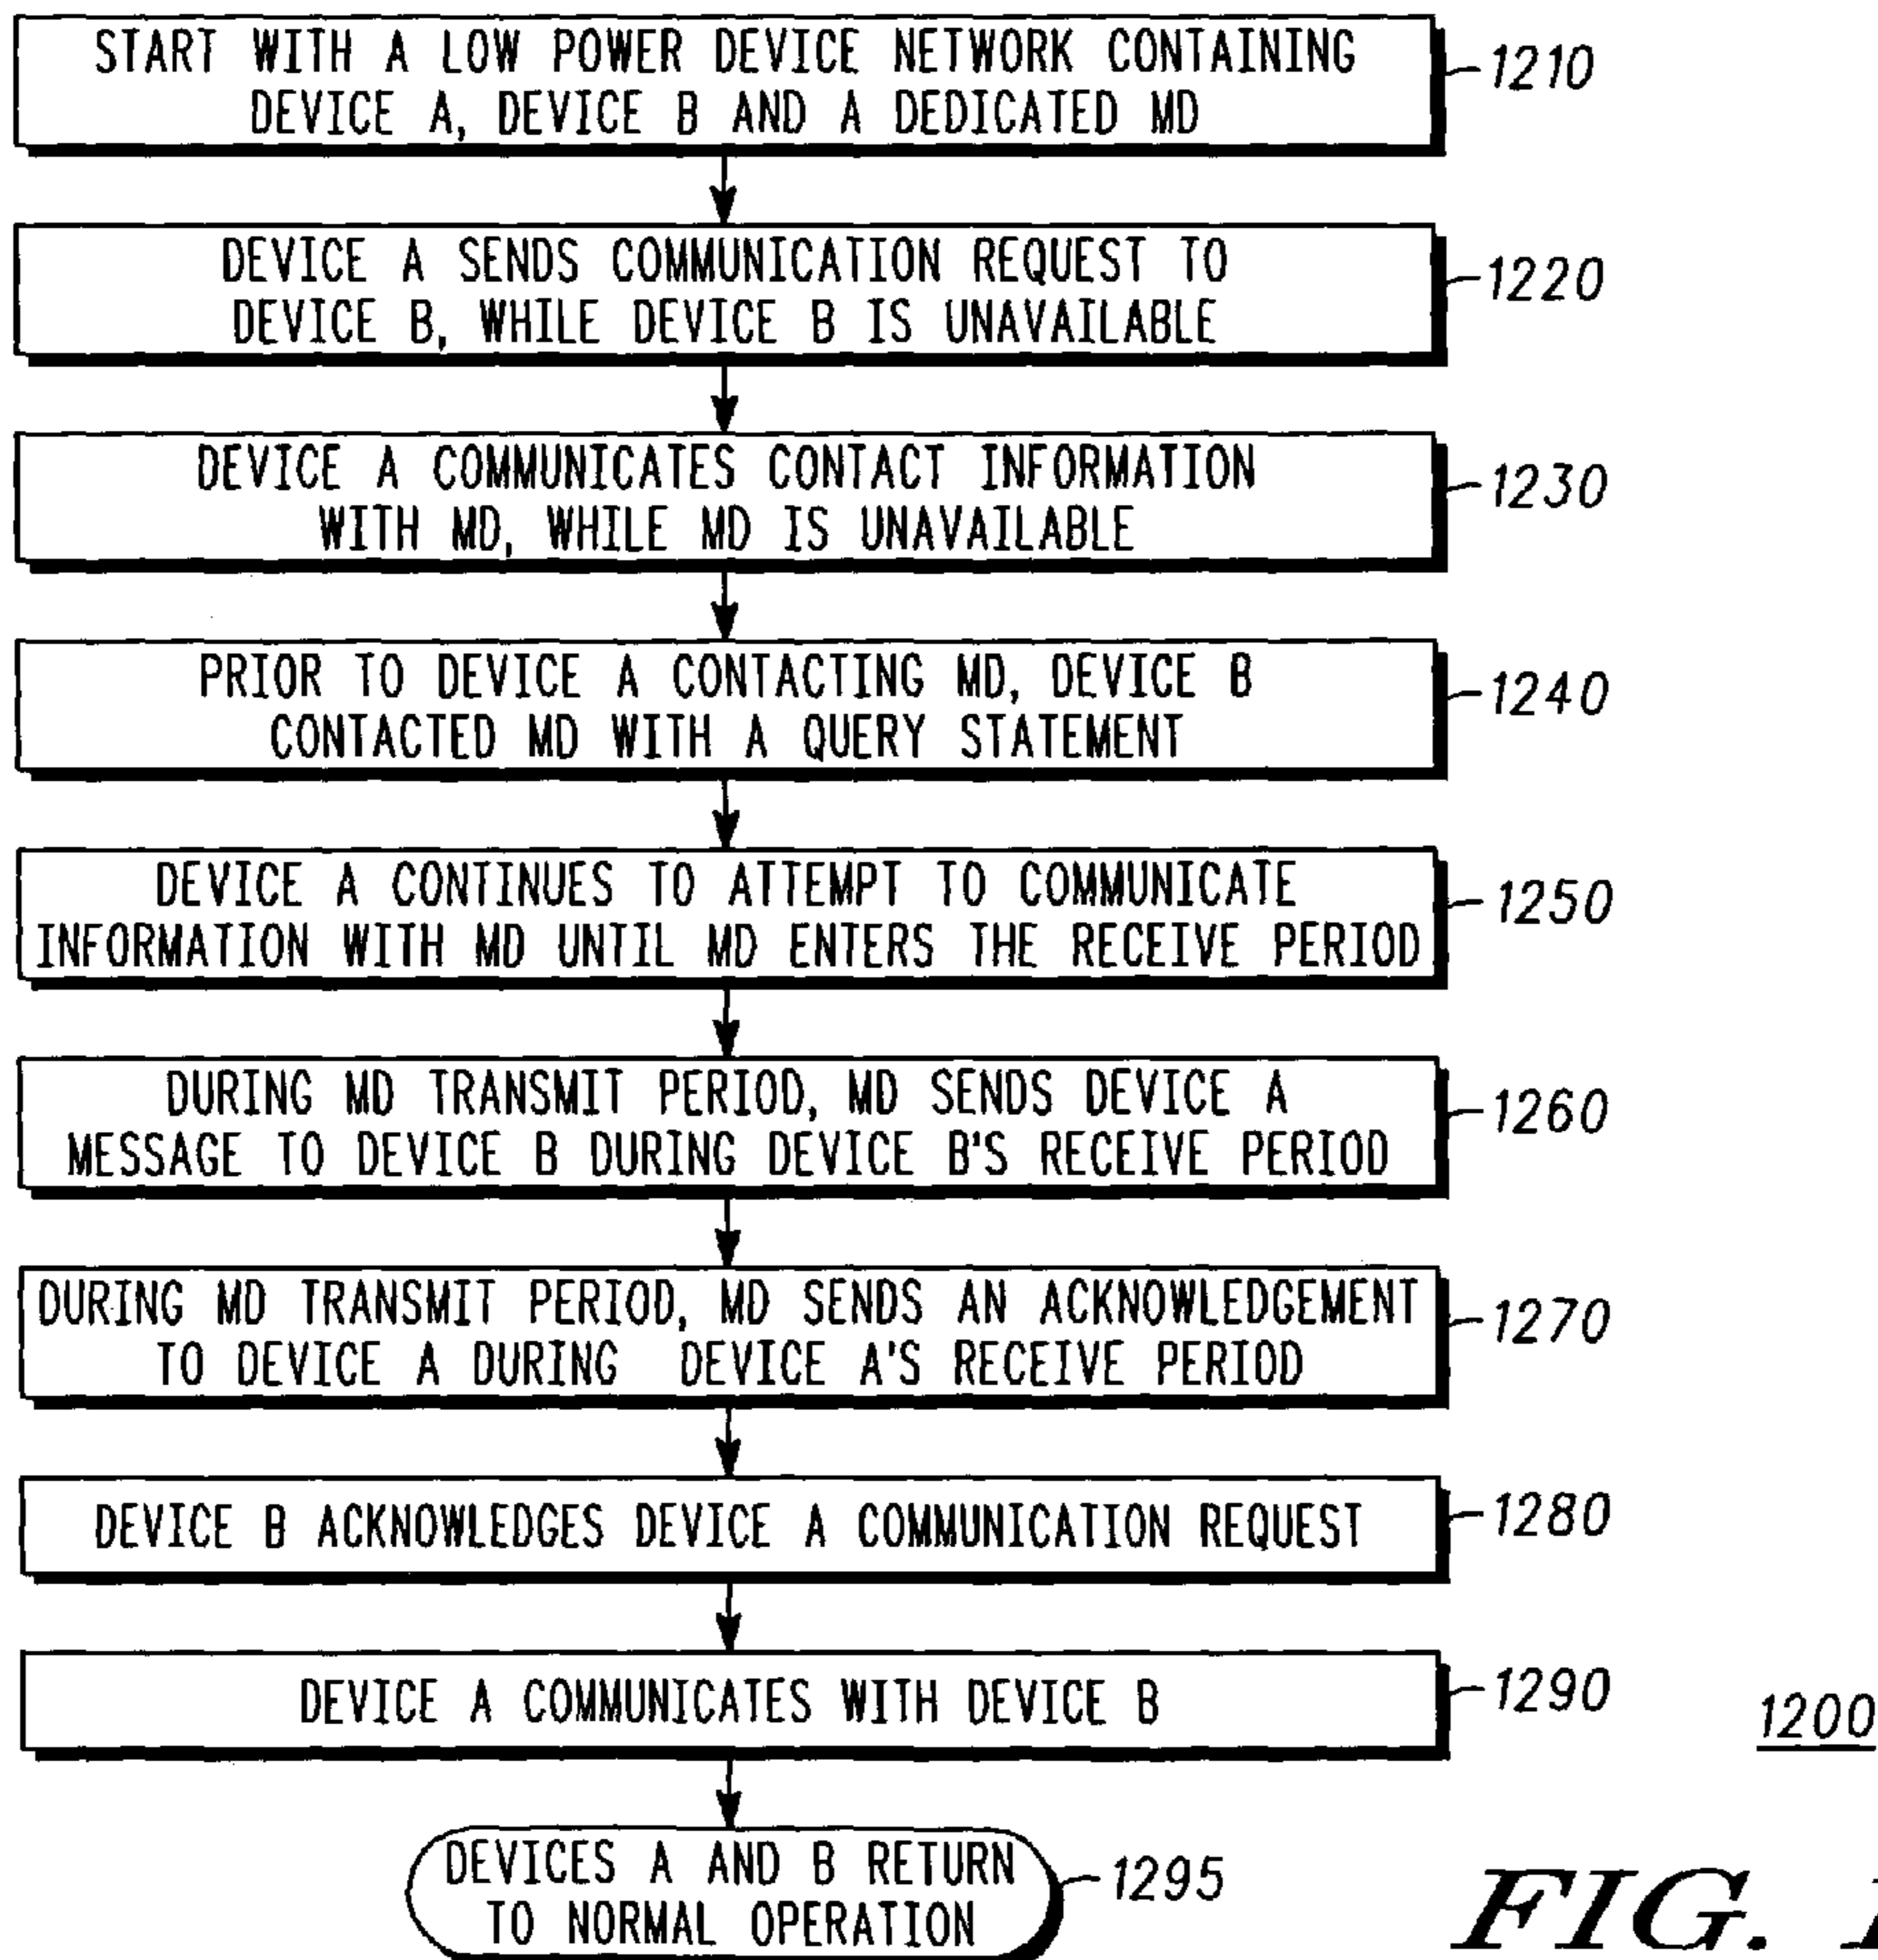 START WITH A LOW POWER DEVICE NETWORK CONTAINING
DEVICE A, DEVICE B AND A DEDICATED MD
1210
DEVICE A SENDS COMMUNICATION REQUEST TO
DEVICE B, WHILE DEVICE B IS UNAVAILABLE
1220
DEVICE A COMMUNICATES CONTACT INFORMATION
WITH MD, WHILE MD IS UNAVAILABLE
1230
PRIOR TO DEVICE A CONTACTING MD, DEVICE B
CONTACTED MD WITH A QUERY STATEMENT
1240
DEVICE A CONTINUES TO ATTEMPT TO COMMUNICATE
INFORMATION WITH MD UNTIL MD ENTERS THE RECEIVE PERIOD
1250
DURING MD TRANSMIT PERIOD, MD SENDS DEVICE A
MESSAGE TO DEVICE B DURING DEVICE B'S RECEIVE PERIOD
1260
DURING MD TRANSMIT PERIOD, MD SENDS AN ACKNOWLEDGEMENT
TO DEVICE A DURING DEVICE A'S RECEIVE PERIOD
1270
DEVICE B ACKNOWLEDGES DEVICE A COMMUNICATION REQUEST
1280
DEVICE A COMMUNICATES WITH DEVICE B
1290
1200
DEVICES A AND B RETURN
TO NORMAL OPERATION
1295
FIG.